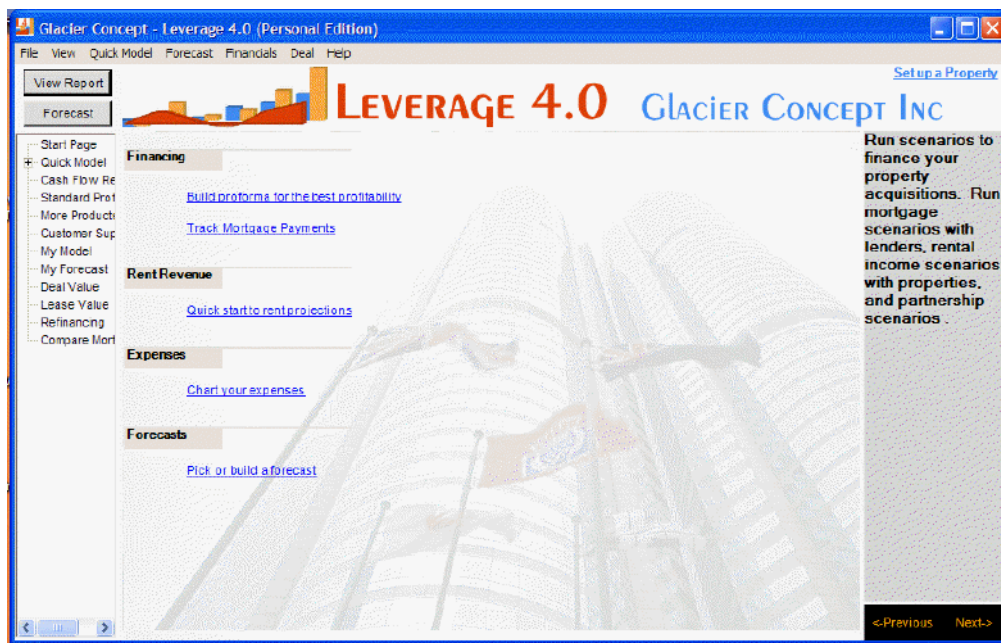 Glacier Concept - Leverage 4.0 (Personal Edition)
File View Quick Model Forecast Financials Deal Help
View Report
Forecast
LEVERAGE 4.0 GLACIER CONCEPT INC
Set up a Property
Start Page
Quick Model
Cash Flow Re
Standard Prof
More Product
Customer Sup
My Model
My Forecast
Deal Value
Lease Value
Refinancing
Compare Mort
Financing
Build proforma for the best profitability
Track Mortgage Payments
Rent Revenue
Quick start to rent projections
Expenses
Chart your expenses
Forecasts
Pick or build a forecast
Run scenarios to
finance your
property
acquisitions. Run
mortgage
scenarios with
lenders, rental
income scenarios
with properties,
and partnership
scenarios .
<-Previous Next->